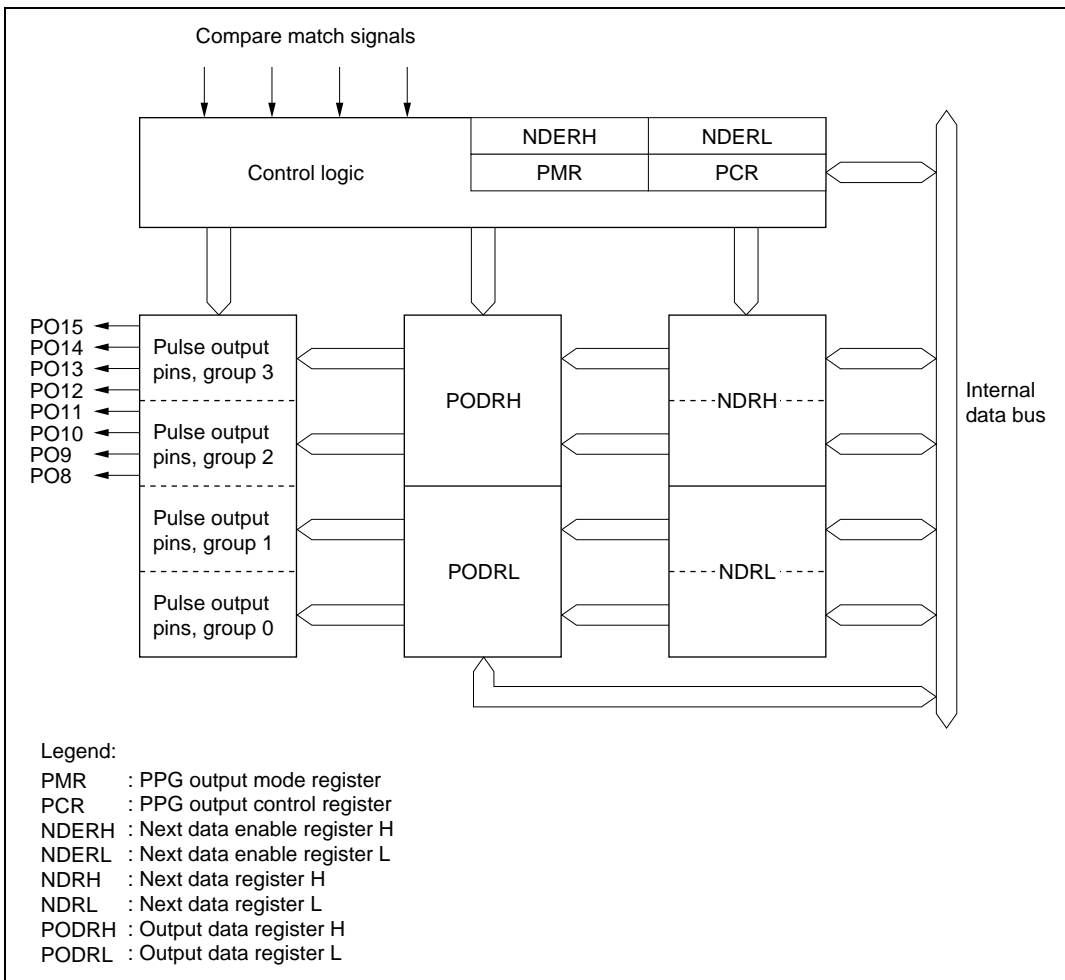 Compare match signals
NDERH
NDERL
Control logic
PMR
PCR
PO15
PO14
PO13
PO12
PO11
PO10
PO9
PO8
Pulse output
pins, group 3
Pulse output
pins, group 2
Pulse output
pins, group 1
Pulse output
pins, group 0
PODRH
PODRL
NDRH
NDRL
Internal
data bus
Legend:
PMR : PPG output mode register
PCR : PPG output control register
NDERH : Next data enable register H
NDERL : Next data enable register L
NDRH : Next data register H
NDRL : Next data register L
PODRH : Output data register H
PODRL : Output data register L